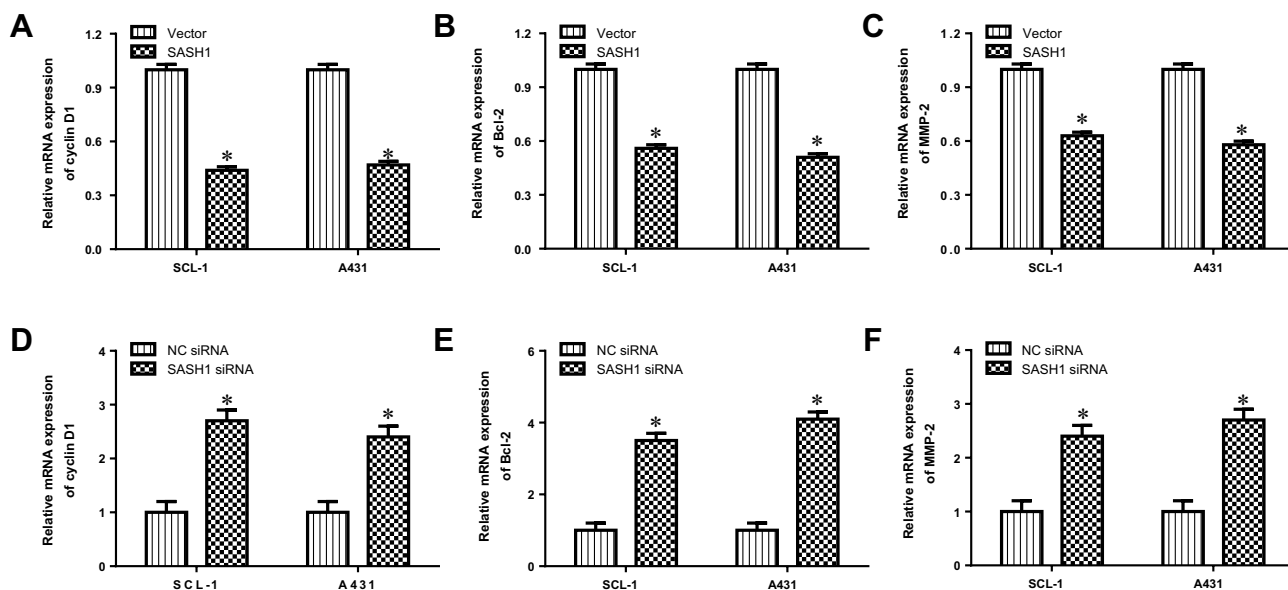 A
Vector
SASH1
Relative mRNA expression
of cyclin D1
1.2
0.9
0.6
0.3
0.0
*
*
SCL-1
A431
B
Vector
SASH1
Relative mRNA expression
of Bcl-2
1.2
0.9
0.6
0.3
0.0
*
*
SCL-1
A431
C
Vector
SASH1
Relative mRNA expression
of MMP-2
1.2
0.9
0.6
0.3
0.0
*
*
SCL-1
A431
D
NC siRNA
SASH1 siRNA
Relative mRNA expression
of cyclin D1
4
3
2
1
0
*
*
SCL-1
A431
E
NC siRNA
SASH1 siRNA
Relative mRNA expression
of Bcl-2
6
4
2
0
*
*
SCL-1
A431
F
NC siRNA
SASH1 siRNA
Relative mRNA expression
of MMP-2
4
3
2
1
0
*
*
SCL-1
A431